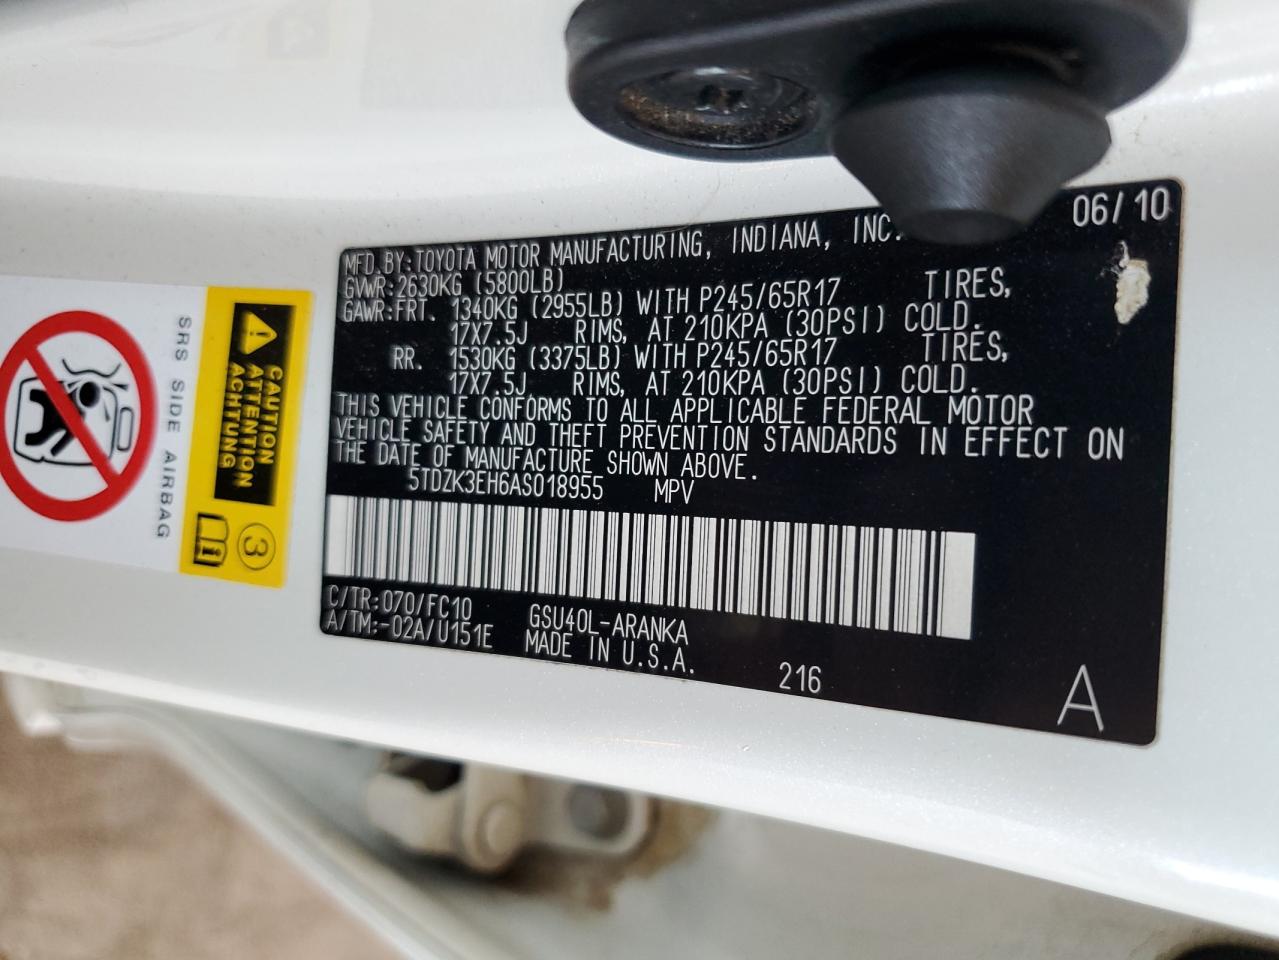 06/10
MFD.BY:TOYOTA MOTOR MANUFACTURING, INDIANA, INC.
GVWR:2630KG (5800LB)
GAWR:FRT. 1340KG (2955LB) WITH P245/65R17 TIRES,
17X7.5J RIMS, AT 210KPA (30PSI) COLD.
RR. 1530KG (3375LB) WITH P245/65R17 TIRES,
17X7.5J RIMS, AT 210KPA (30PSI) COLD.
THIS VEHICLE CONFORMS TO ALL APPLICABLE FEDERAL MOTOR
VEHICLE SAFETY AND THEFT PREVENTION STANDARDS IN EFFECT ON
THE DATE OF MANUFACTURE SHOWN ABOVE.
5TDZK3EH6AS018955 MPV
C/TR:070/FC10 GSU40L-ARANKA
A/TM:-02A/U151E MADE IN U.S.A.
216
A
CAUTION
ATTENTION
ACHTUNG
3
SRS SIDE AIRBAG